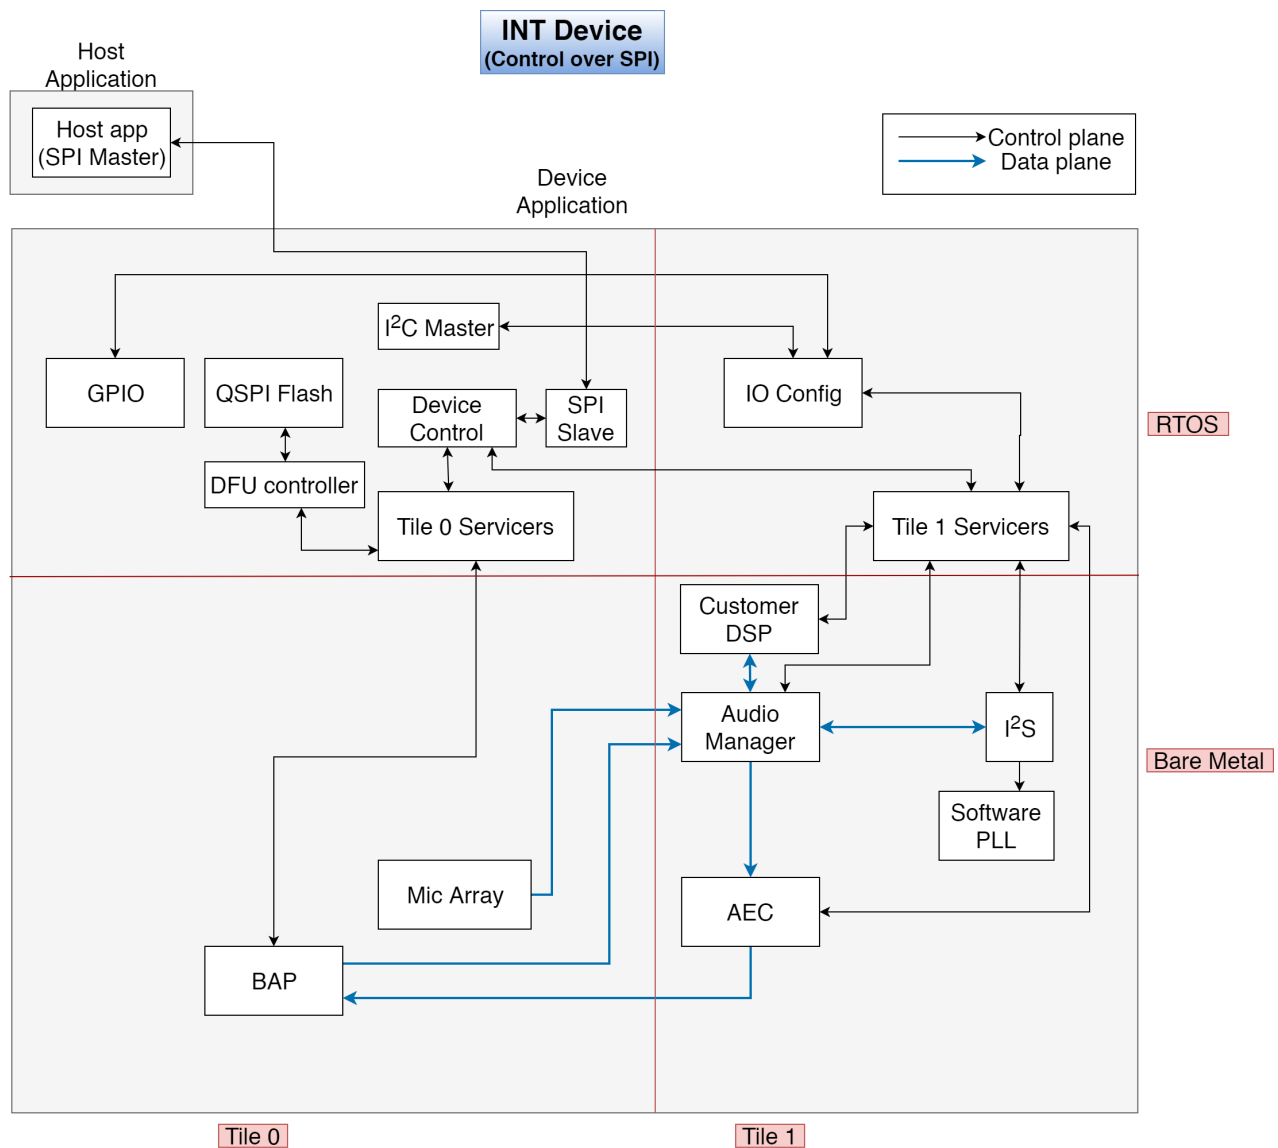 INT Device
(Control over SPI)
Host
Application
Host app
(SPI Master)
Control plane
Data plane
Device
Application
I²C Master
GPIO
QSPI Flash
Device
Control
SPI
Slave
IO Config
RTOS
DFU controller
Tile 0 Servicers
Tile 1 Servicers
Customer
DSP
Audio
Manager
I²S
Bare Metal
Software
PLL
Mic Array
AEC
BAP
Tile 0
Tile 1